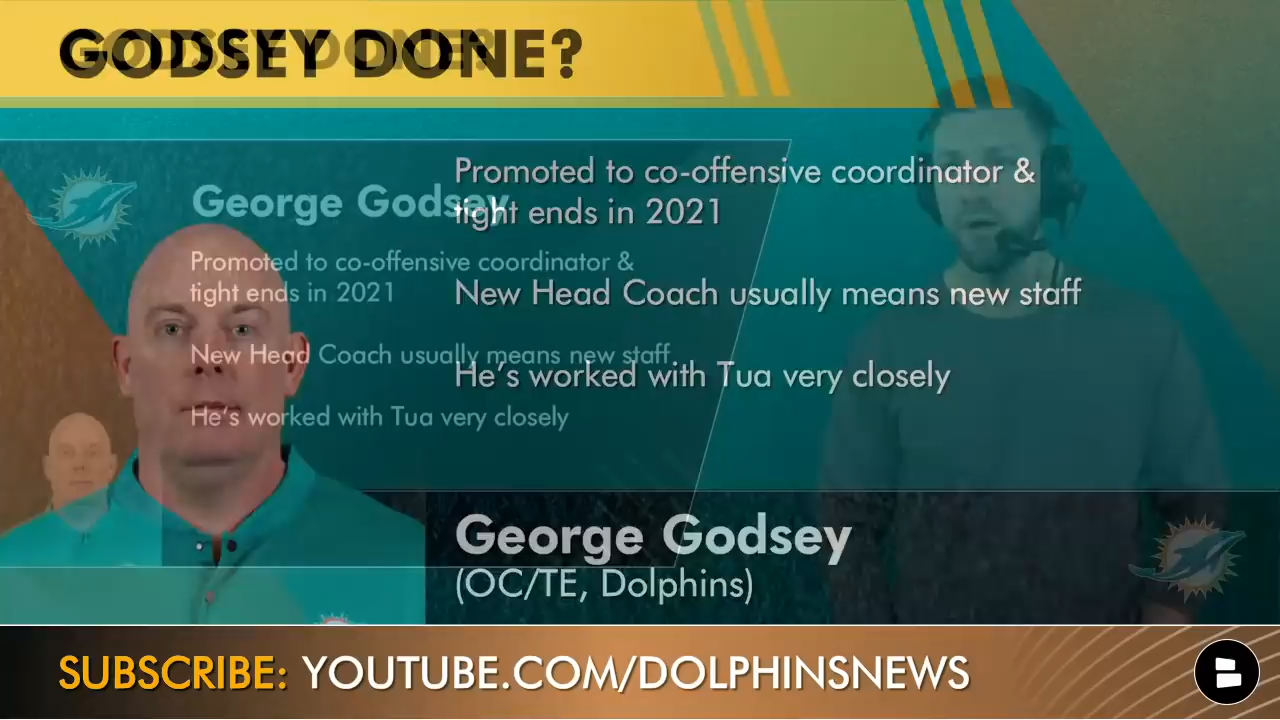 GODSEY DONE?
GODSEY DONE?
George Godsey
Promoted to co-offensive coordinator &
tight ends in 2021
New Head Coach usually means new staff
He's worked with Tua very closely
Promoted to co-offensive coordinator &
tight ends in 2021
New Head Coach usually means new staff
He's worked with Tua very closely
George Godsey
(OC/TE, Dolphins)
SUBSCRIBE: YOUTUBE.COM/DOLPHINSNEWS